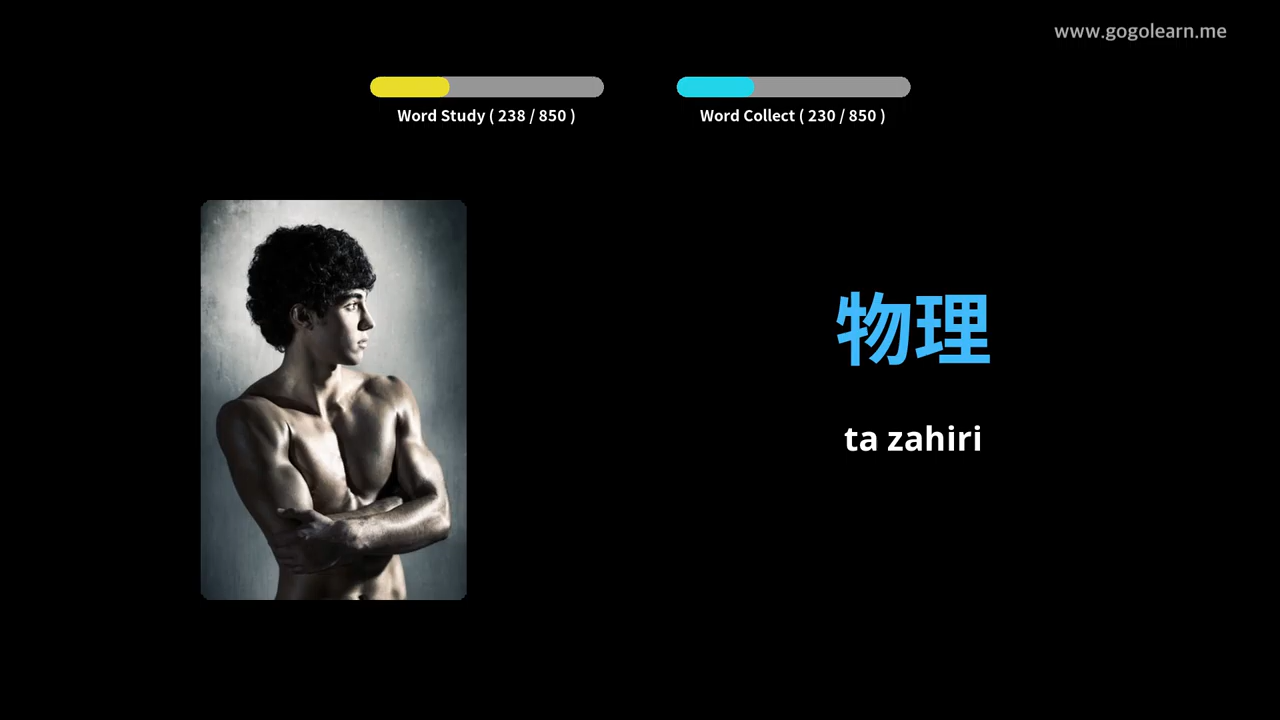 www.gogolearn.me
Word Study ( 238 / 850 )
Word Collect ( 230 / 850 )
物理
ta zahiri